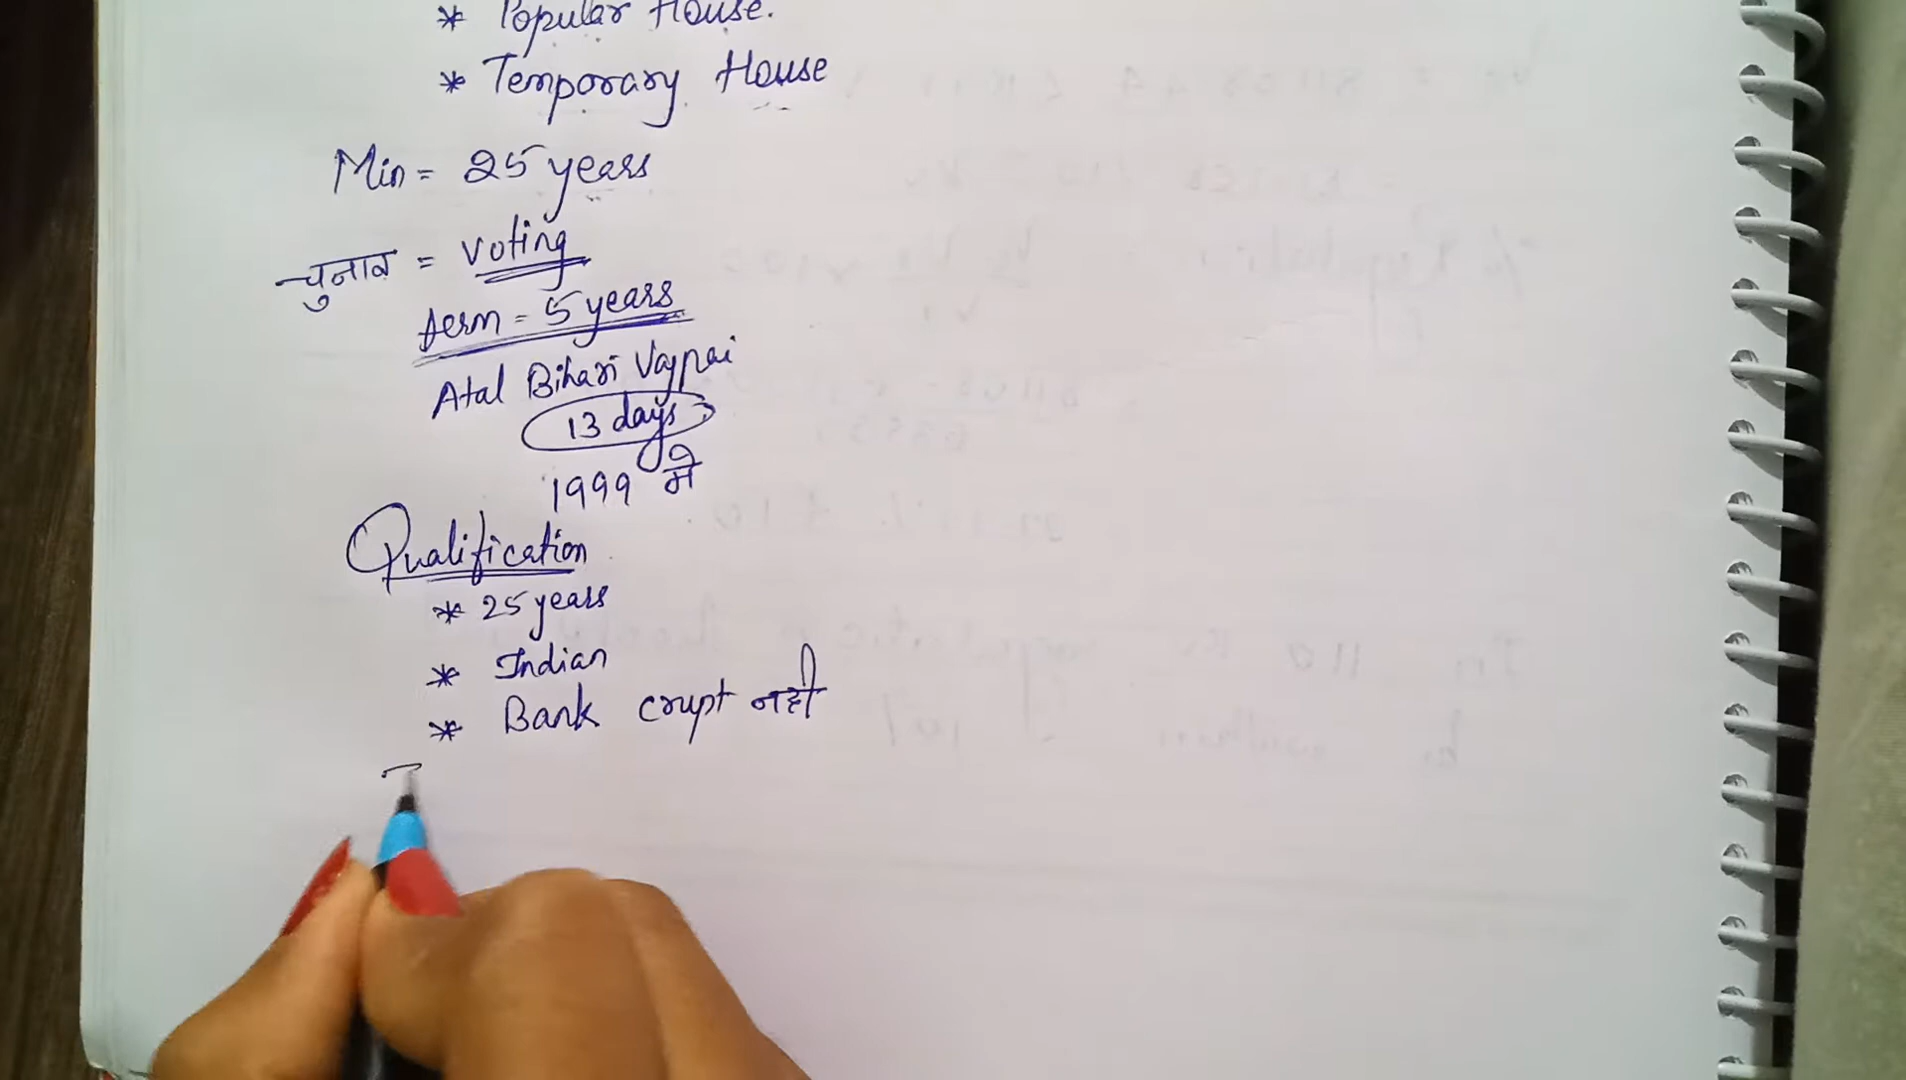 * Popular House.
* Temporary House
Min = 25 years
चुनाव = voting
term = 5 years
Atal Bihari Vajpai
13 days
1999 मे
Qualification
* 25 years
* Indian
* Bank crupt नही